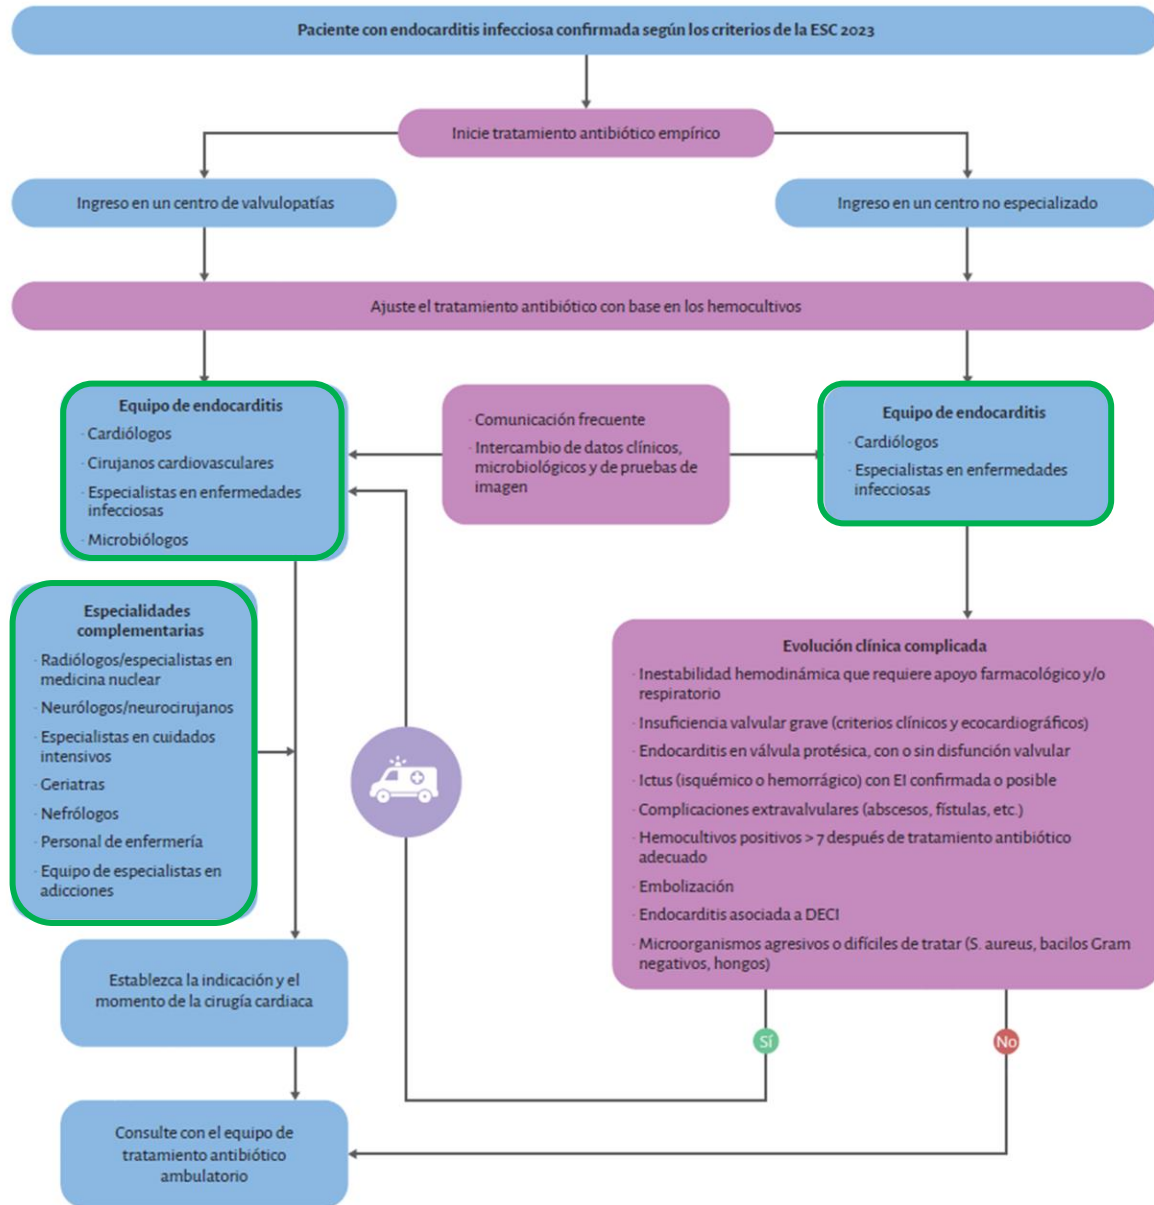 Paciente con endocarditis infecciosa confirmada según los criterios de la ESC 2023
Inicie tratamiento antibiótico empírico
Ingreso en un centro de valvulopatías
Ingreso en un centro no especializado
Ajuste el tratamiento antibiótico con base en los hemocultivos
Equipo de endocarditis
· Cardiólogos
· Cirujanos cardiovasculares
· Especialistas en enfermedades
infecciosas
· Microbiólogos
· Comunicación frecuente
· Intercambio de datos clínicos,
microbiológicos y de pruebas de
imagen
Equipo de endocarditis
· Cardiólogos
· Especialistas en enfermedades
infecciosas
Especialidades
complementarias
· Radiólogos/especialistas en
medicina nuclear
· Neurólogos/neurocirujanos
· Especialistas en cuidados
intensivos
· Geriatras
· Nefrólogos
· Personal de enfermería
· Equipo de especialistas en
adicciones
Evolución clínica complicada
· Inestabilidad hemodinámica que requiere apoyo farmacológico y/o
respiratorio
· Insuficiencia valvular grave (criterios clínicos y ecocardiográficos)
· Endocarditis en válvula protésica, con o sin disfunción valvular
· Ictus (isquémico o hemorrágico) con EI confirmada o posible
· Complicaciones extravalvulares (abscesos, fístulas, etc.)
· Hemocultivos positivos > 7 después de tratamiento antibiótico
adecuado
· Embolización
· Endocarditis asociada a DECI
· Microorganismos agresivos o difíciles de tratar (S. aureus, bacilos Gram
negativos, hongos)
Establezca la indicación y el
momento de la cirugía cardiaca
Sí
No
Consulte con el equipo de
tratamiento antibiótico
ambulatorio